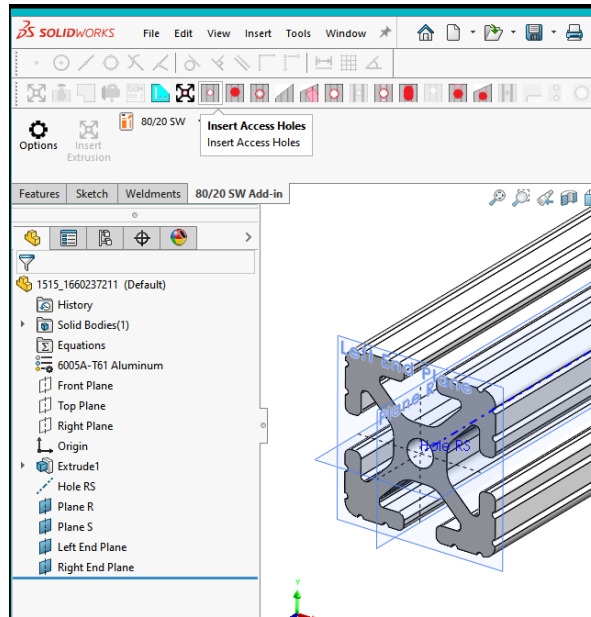 SOLIDWORKS File Edit View Insert Tools Window
Options
Insert
Extrusion
80/20 SW
Insert Access Holes
Insert Access Holes
Features Sketch Weldments 80/20 SW Add-in
1515_1660237211 (Default)
History
Solid Bodies(1)
Equations
6005A-T61 Aluminum
Front Plane
Top Plane
Right Plane
Origin
Extrude1
Hole RS
Plane R
Plane S
Left End Plane
Right End Plane
Left End Plane
Plane R
Hole RS
Y